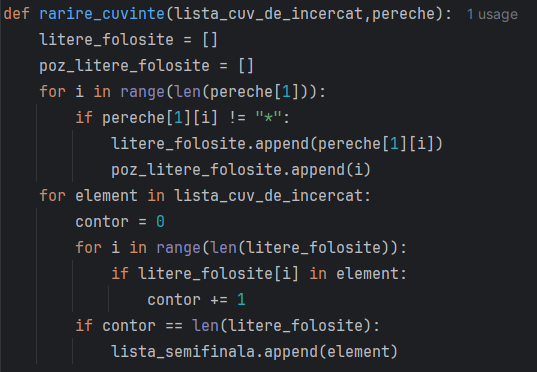 def rarire_cuvinte(lista_cuv_de_incercat,pereche): 1 usage
    litere_folosite = []
    poz_litere_folosite = []
    for i in range(len(pereche[1])):
        if pereche[1][i] != "*":
            litere_folosite.append(pereche[1][i])
            poz_litere_folosite.append(i)
    for element in lista_cuv_de_incercat:
        contor = 0
        for i in range(len(litere_folosite)):
            if litere_folosite[i] in element:
                contor += 1
        if contor == len(litere_folosite):
            lista_semifinala.append(element)